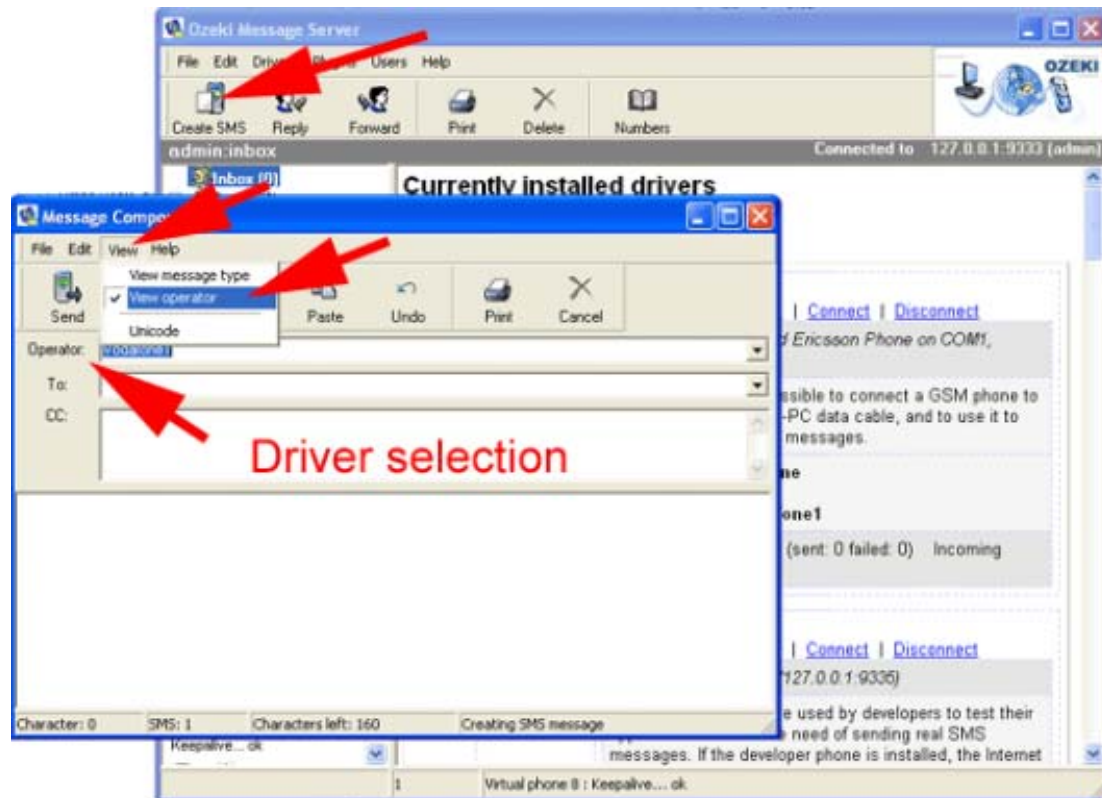 Ozeki Message Server
File Edit Users Help
OZEKI
Create SMS Reply Forward Print Delete Numbers
admin:inbox Connected to 127.0.0.1:9333 (admin)
Inbox
Currently installed drivers
Message
File Edit View Help
View message type
View operator
Unicode
Send Paste Undo Print Cancel
Operator:
To:
CC:
Driver selection
| Connect | Disconnect
Ericsson Phone on COM1,
ssible to connect a GSM phone to
-PC data cable, and to use it to
messages.
ne
one1
(sent: 0 failed: 0) Incoming
| Connect | Disconnect
127.0.0.1:9335)
e used by developers to test their
need of sending real SMS
messages. If the developer phone is installed, the Internet
Character: 0 SMS: 1 Characters left: 160 Creating SMS message
Keepalive... ok
1 Virtual phone 8 : Keepalive... ok